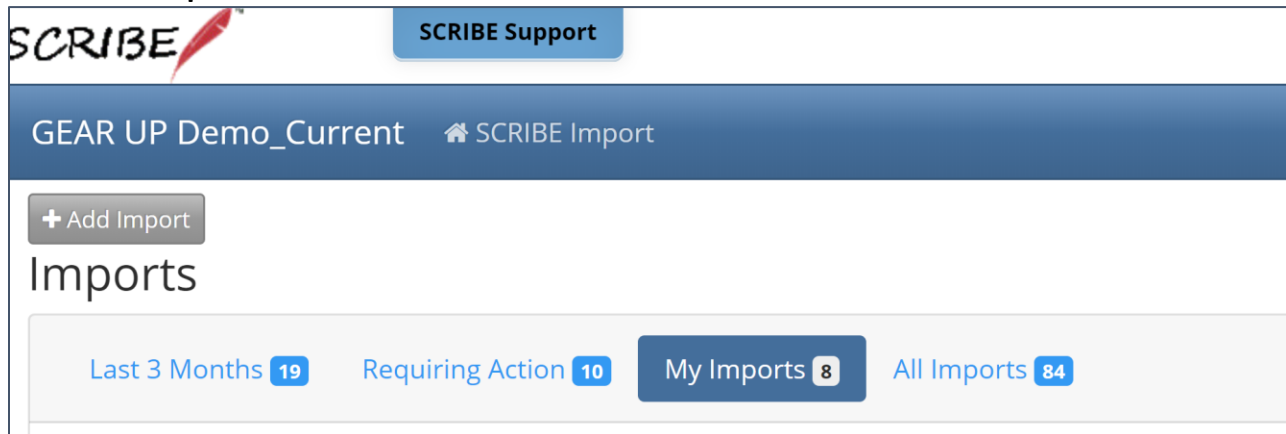 SCRIBE
SCRIBE Support
GEAR UP Demo_Current SCRIBE Import
+ Add Import
Imports
Last 3 Months 19 Requiring Action 10 My Imports 8 All Imports 84